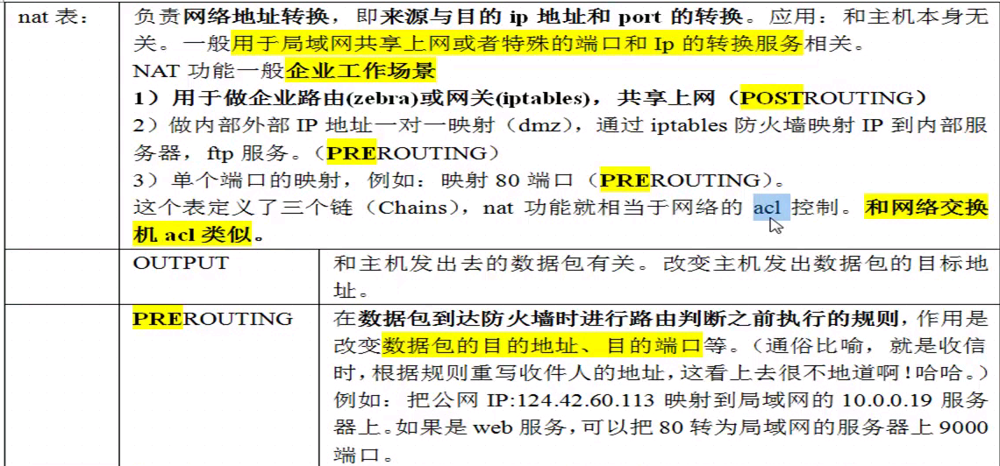 nat 表：
负责网络地址转换，即来源与目的 ip 地址和 port 的转换。应用：和主机本身无
关。一般用于局域网共享上网或者特殊的端口和 Ip 的转换服务相关。
NAT 功能一般企业工作场景
1）用于做企业路由(zebra)或网关(iptables)，共享上网（POSTROUTING）
2）做内部外部 IP 地址一对一映射（dmz），通过 iptables 防火墙映射 IP 到内部服
务器，ftp 服务。（PREROUTING）
3）单个端口的映射，例如：映射 80 端口（PREROUTING）。
这个表定义了三个链（Chains），nat 功能就相当于网络的 acl 控制。和网络交换
机 acl 类似。
OUTPUT
和主机发出去的数据包有关。改变主机发出数据包的目标地
址。
PREROUTING
在数据包到达防火墙时进行路由判断之前执行的规则，作用是
改变数据包的目的地址、目的端口等。（通俗比喻，就是收信
时，根据规则重写收件人的地址，这看上去很不地道啊！哈哈。）
例如：把公网 IP:124.42.60.113 映射到局域网的 10.0.0.19 服务
器上。如果是 web 服务，可以把 80 转为局域网的服务器上 9000
端口。